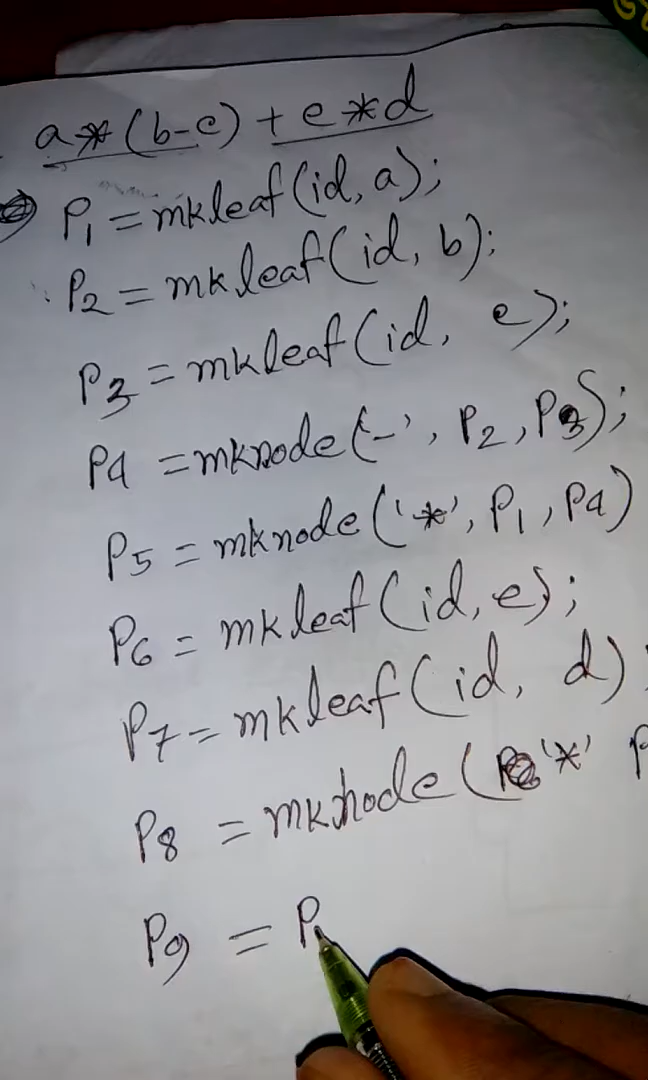 a*(b-e)+e*d
P1 = mkleaf(id, a);
P2 = mkleaf(id, b);
P3 = mkleaf(id, e);
P4 = mknode('-', P2, P3);
P5 = mknode('*', P1, P4)
P6 = mkleaf(id, e);
P7 = mkleaf(id, d);
P8 = mknode('*' P
P9 = P